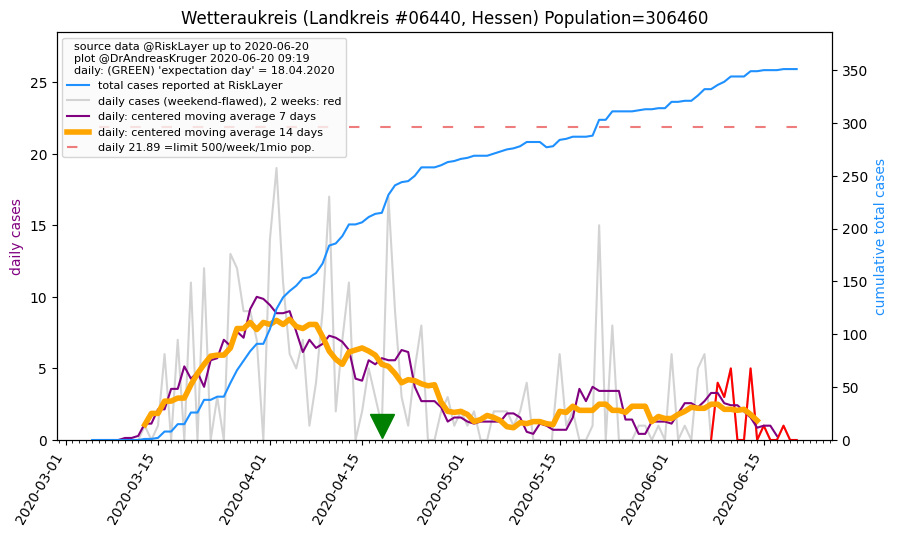 Wetteraukreis (Landkreis #06440, Hessen) Population=306460
source data @RiskLayer up to 2020-06-20
plot @DrAndreasKruger 2020-06-20 09:19
daily: (GREEN) 'expectation day' = 18.04.2020
total cases reported at RiskLayer
daily cases (weekend-flawed), 2 weeks: red
daily: centered moving average 7 days
daily: centered moving average 14 days
daily 21.89 =limit 500/week/1mio pop.
daily cases
25
20
15
10
5
0
cumulative total cases
350
300
250
200
150
100
50
0
2020-03-01
2020-03-15
2020-04-01
2020-04-15
2020-05-01
2020-05-15
2020-06-01
2020-06-15